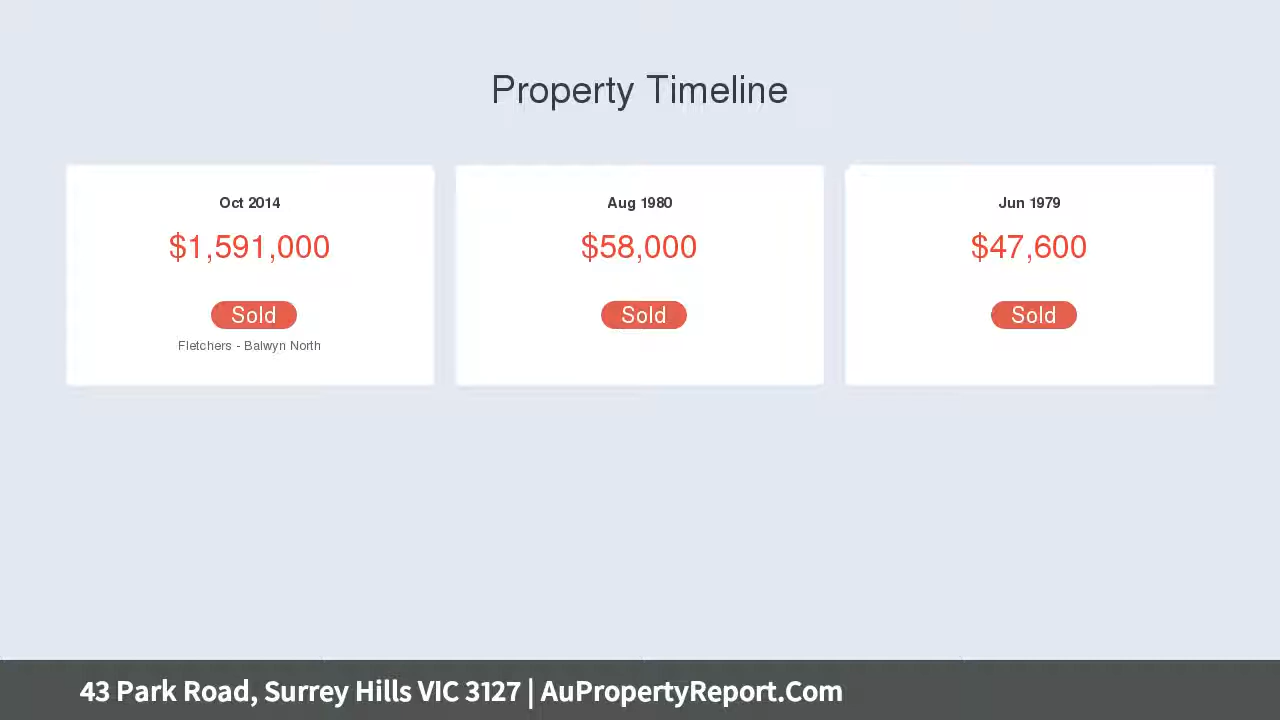 Property Timeline
Oct 2014
$1,591,000
Sold
Fletchers - Balwyn North
Aug 1980
$58,000
Sold
Jun 1979
$47,600
Sold
43 Park Road, Surrey Hills VIC 3127 | AuPropertyReport.Com